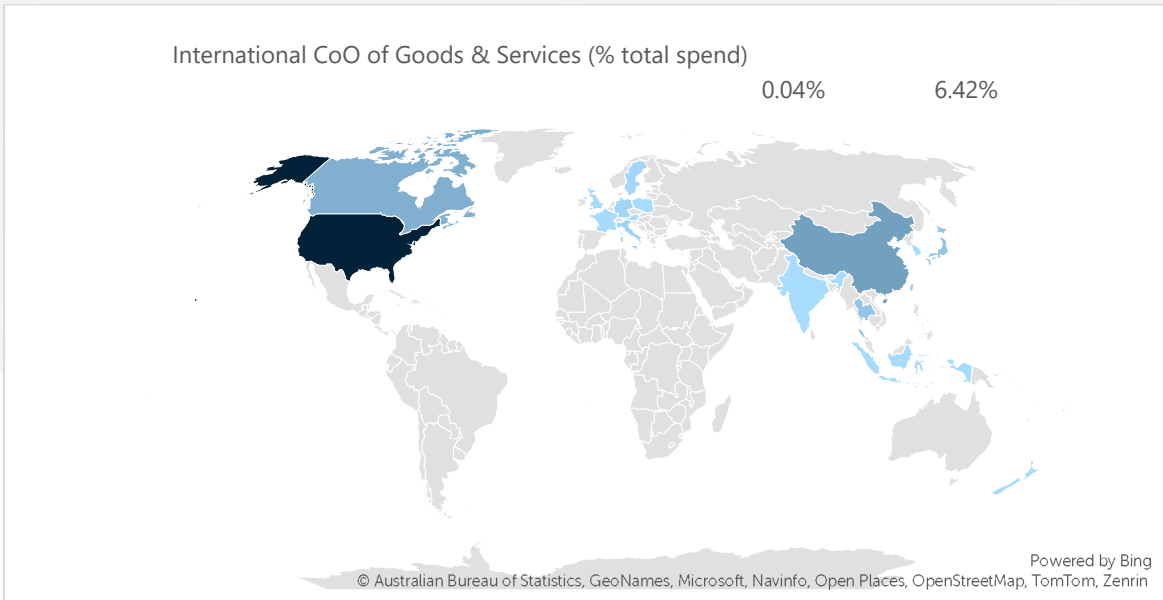 International CoO of Goods & Services (% total spend)
0.04% 6.42%
Powered by Bing
© Australian Bureau of Statistics, GeoNames, Microsoft, Navinfo, Open Places, OpenStreetMap, TomTom, Zenrin